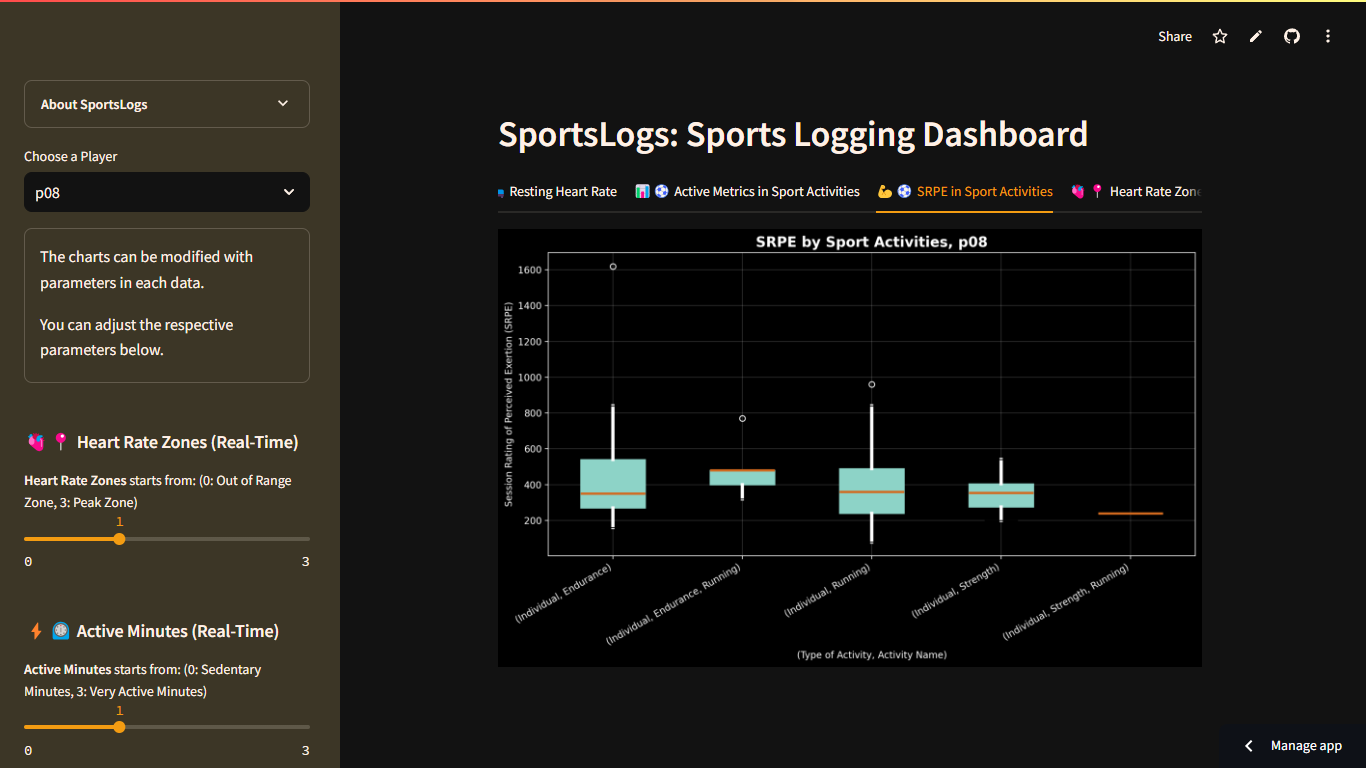 Share
About SportsLogs
Choose a Player
p08
The charts can be modified with
parameters in each data.
You can adjust the respective
parameters below.
Heart Rate Zones (Real-Time)
Heart Rate Zones starts from: (0: Out of Range
Zone, 3: Peak Zone)
1
0 3
Active Minutes (Real-Time)
Active Minutes starts from: (0: Sedentary
Minutes, 3: Very Active Minutes)
1
0 3
SportsLogs: Sports Logging Dashboard
Resting Heart Rate Active Metrics in Sport Activities SRPE in Sport Activities Heart Rate Zon
SRPE by Sport Activities, p08
Session Rating of Perceived Exertion (SRPE)
1600
1400
1200
1000
800
600
400
200
(Individual, Endurance)
(Individual, Endurance, Running)
(Individual, Running)
(Individual, Strength)
(Individual, Strength, Running)
(Type of Activity, Activity Name)
Manage app